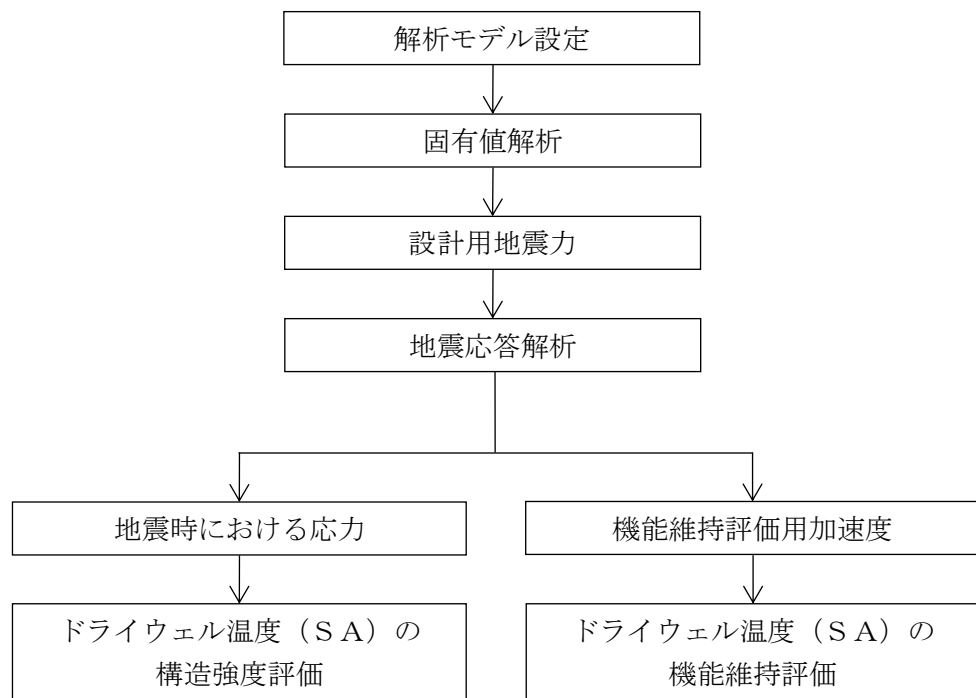 解析モデル設定
固有値解析
設計用地震力
地震応答解析
地震時における応力
機能維持評価用加速度
ドライウェル温度（ＳＡ）の
構造強度評価
ドライウェル温度（ＳＡ）の
機能維持評価